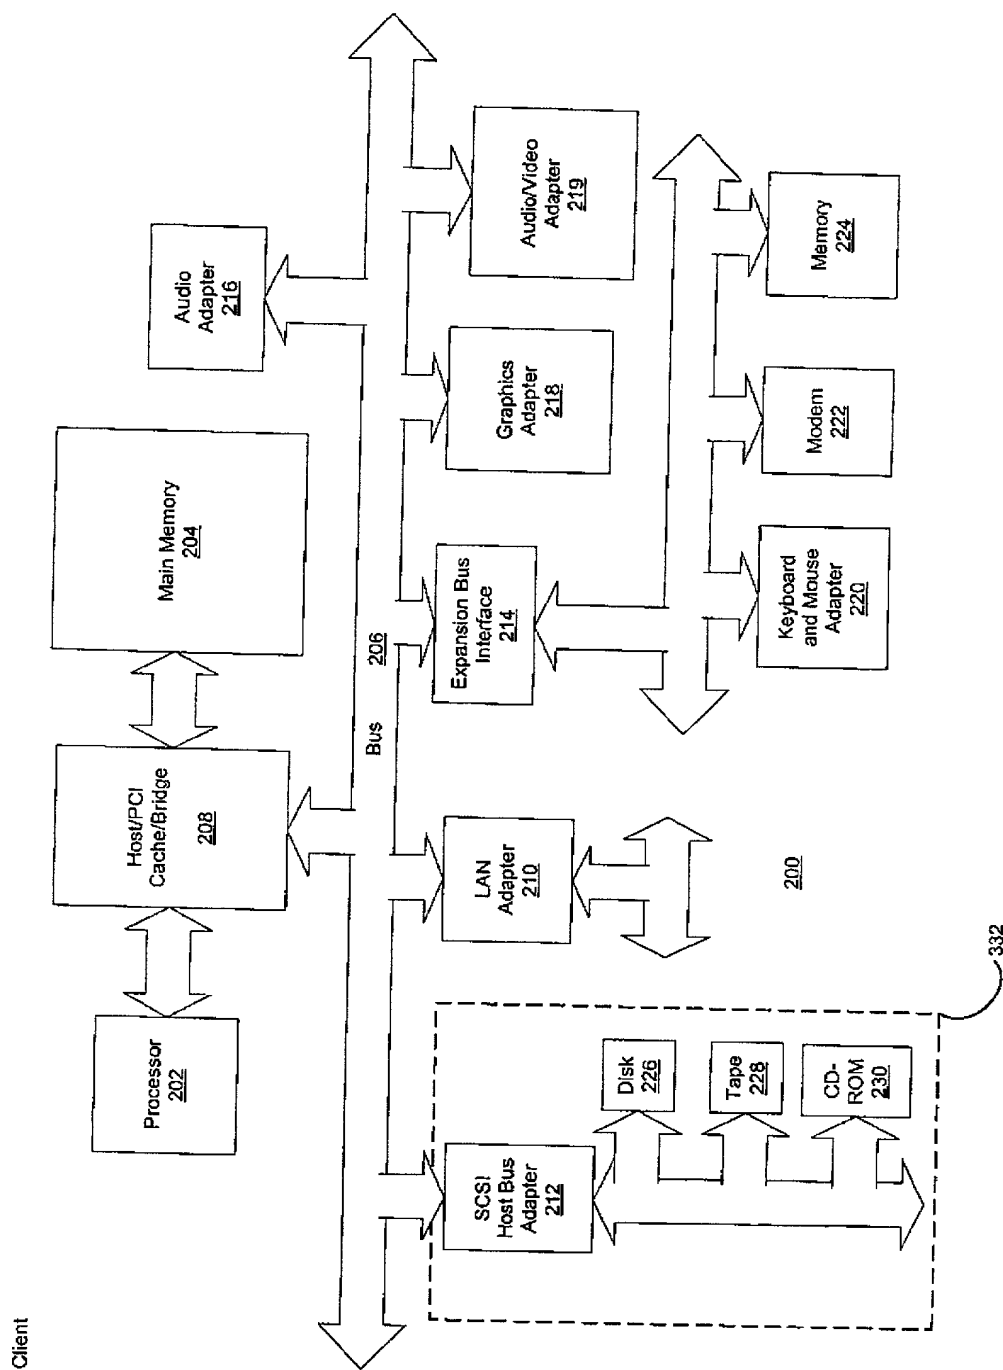 Client
Processor
202
Host/PCI
Cache/Bridge
208
Main Memory
204
Audio
Adapter
216
Bus
206
SCSI
Host Bus
Adapter
212
LAN
Adapter
210
Expansion Bus
Interface
214
Graphics
Adapter
218
Audio/Video
Adapter
219
Disk
226
Tape
228
CD-
ROM
230
332
200
Keyboard
and Mouse
Adapter
220
Modem
222
Memory
224